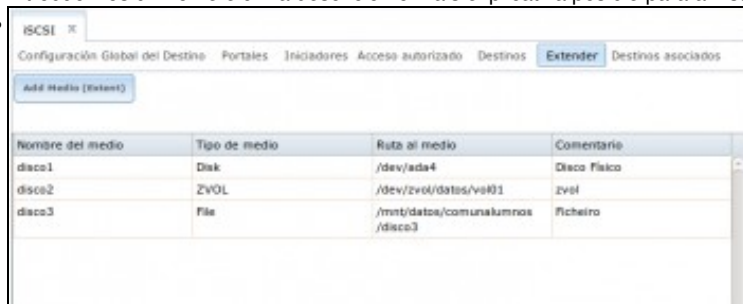 iSCSI ✕
Configuración Global del Destino Portales Iniciadores Acceso autorizado Destinos Extender Destinos asociados
Add Medio (Extent)
Nombre del medio Tipo de medio Ruta al medio Comentario
disco1 Disk /dev/ada4 Disco Físico
disco2 ZVOL /dev/zvol/datos/vol01 zvol
disco3 File /mnt/datos/comunalumnos Ficheiro
/disco3